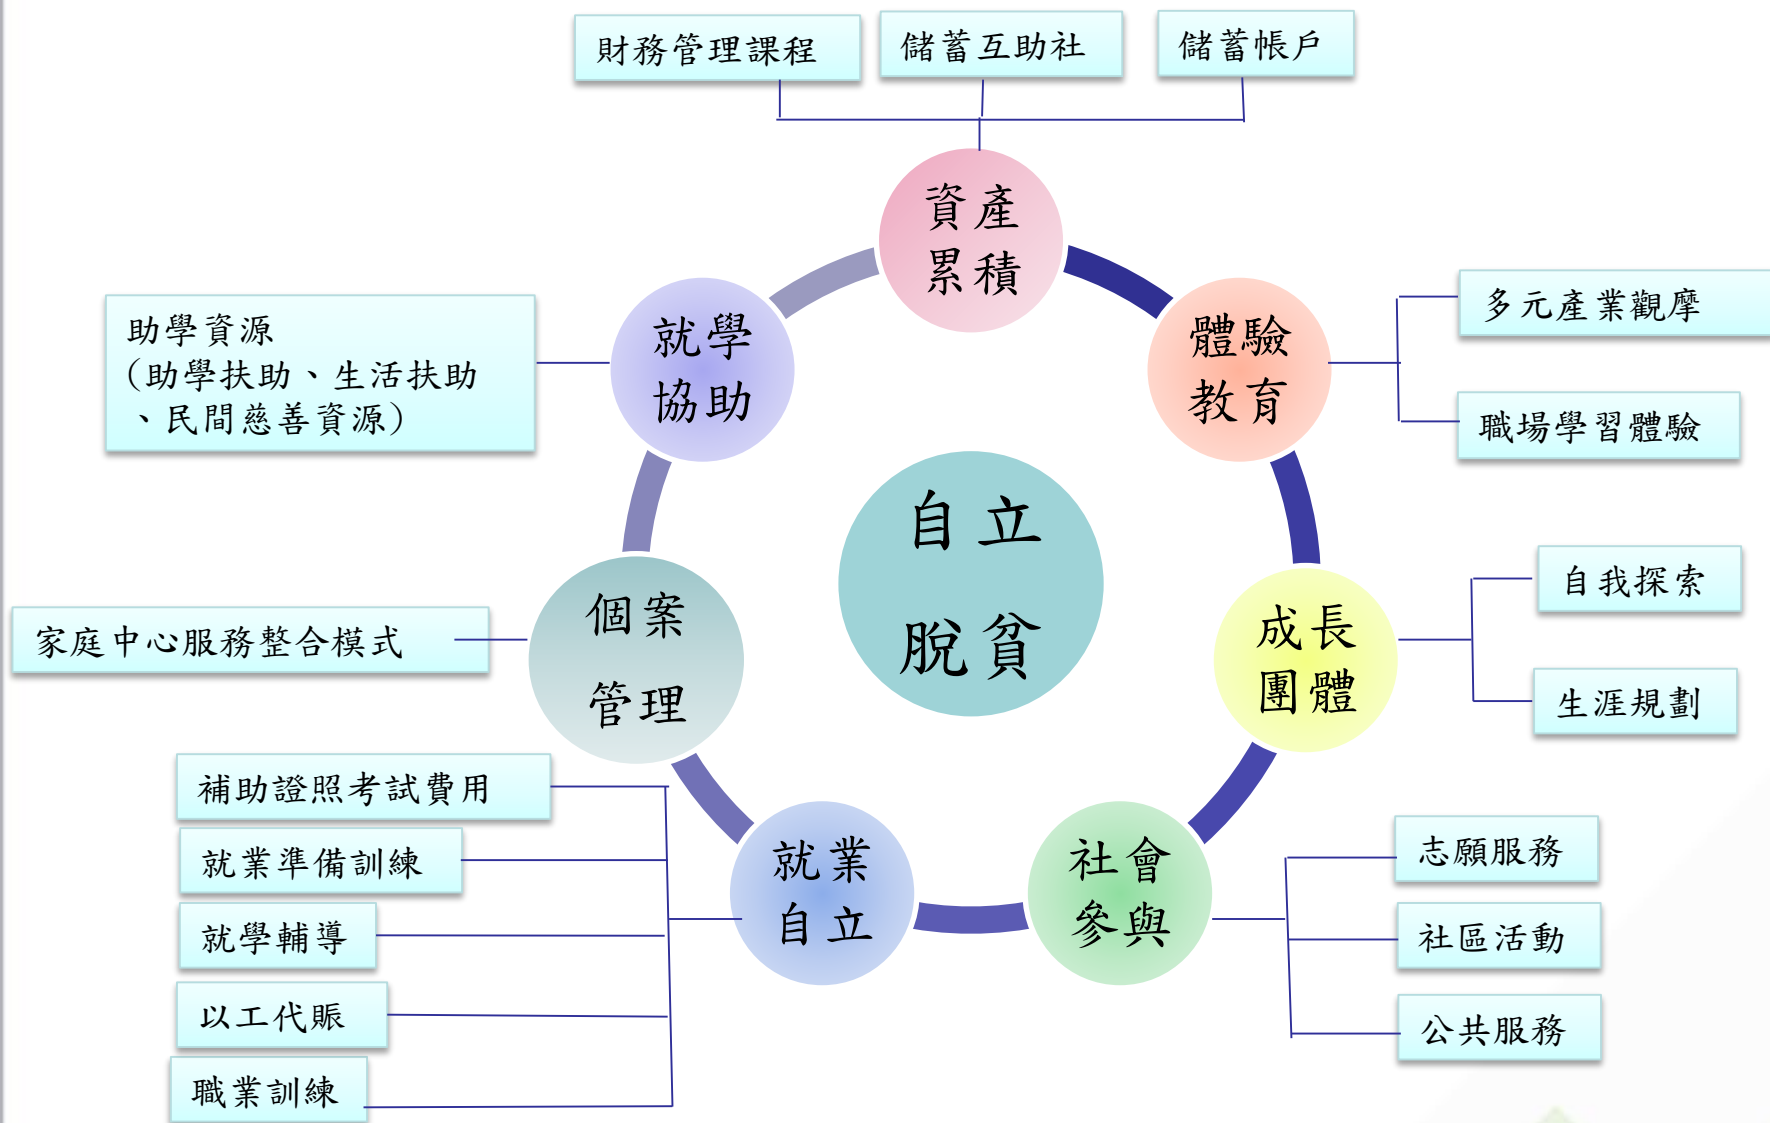 財務管理課程
儲蓄互助社
儲蓄帳戶
資產
累積
就學
協助
助學資源
（助學扶助、生活扶助
、民間慈善資源）
體驗
教育
多元產業觀摩
職場學習體驗
自立
脫貧
個案
管理
家庭中心服務整合模式
成長
團體
自我探索
生涯規劃
就業
自立
補助證照考試費用
就業準備訓練
就學輔導
以工代賑
職業訓練
社會
參與
志願服務
社區活動
公共服務